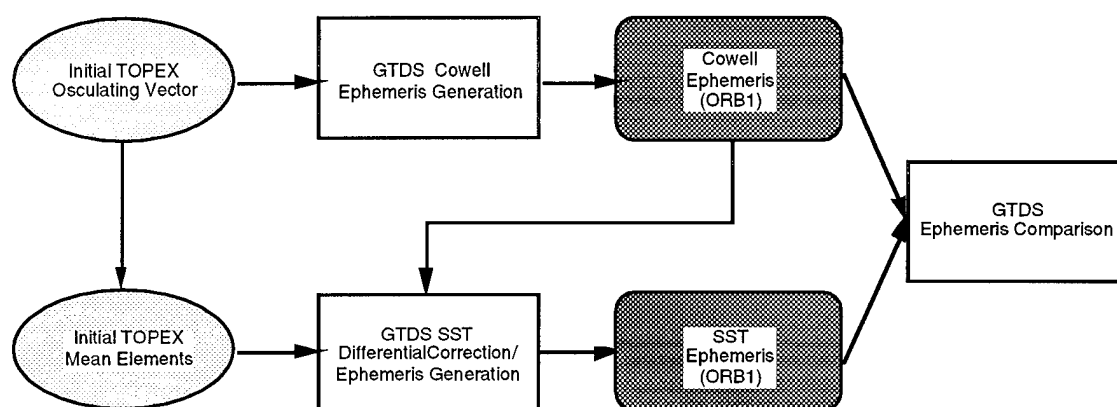 Initial TOPEX
Osculating Vector
GTDS Cowell
Ephemeris Generation
Cowell
Ephemeris
(ORB1)
GTDS
Ephemeris Comparison
Initial TOPEX
Mean Elements
GTDS SST
DifferentialCorrection/
Ephemeris Generation
SST
Ephemeris
(ORB1)